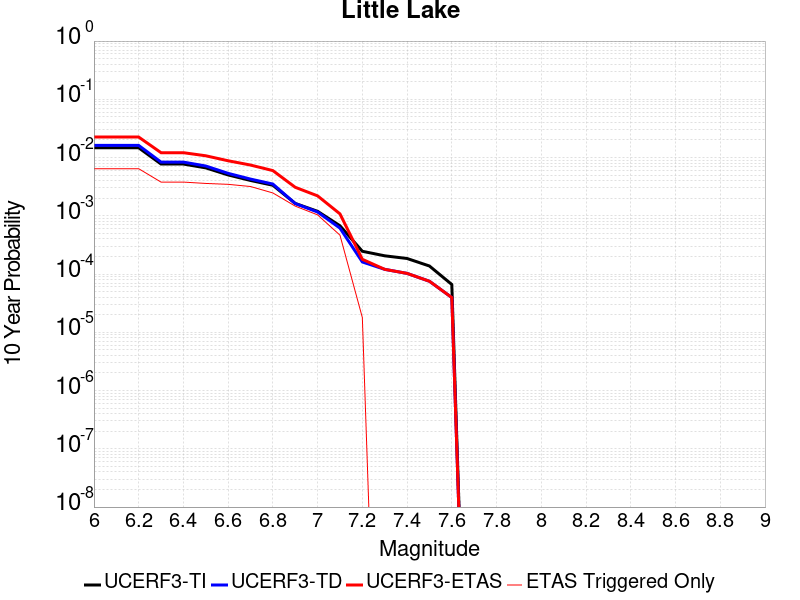 Little Lake
10 0
10 -1
10 -2
10 -3
10 -4
10 -5
10 -6
10 -7
10 -8
10 Year Probability
6 6.2 6.4 6.6 6.8 7 7.2 7.4 7.6 7.8 8 8.2 8.4 8.6 8.8 9
Magnitude
UCERF3-TI UCERF3-TD UCERF3-ETAS ETAS Triggered Only